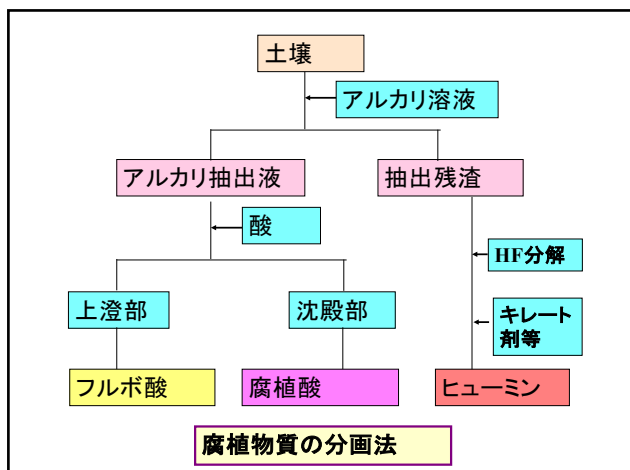 土壌
アルカリ溶液
アルカリ抽出液
抽出残渣
酸
HF分解
上澄部
沈殿部
キレート
剤等
フルボ酸
腐植酸
ヒューミン
腐植物質の分画法